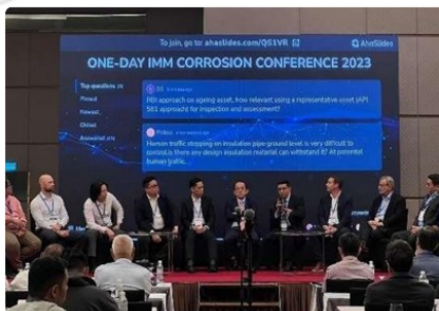 To join, go to: ahaslides.com/QS1VR
AhaSlides
ONE-DAY IMM CORROSION CONFERENCE 2023
Top questions
Pinned
Newest
Oldest
Answered
RBI approach on ageing asset, how relevant using a representative asset (API
581 approach) for inspection and assessment?
Human traffic stepping on insulation pipe ground level is very difficult to
control. is there any design insulation material can withstand it? At potential
human traffic.